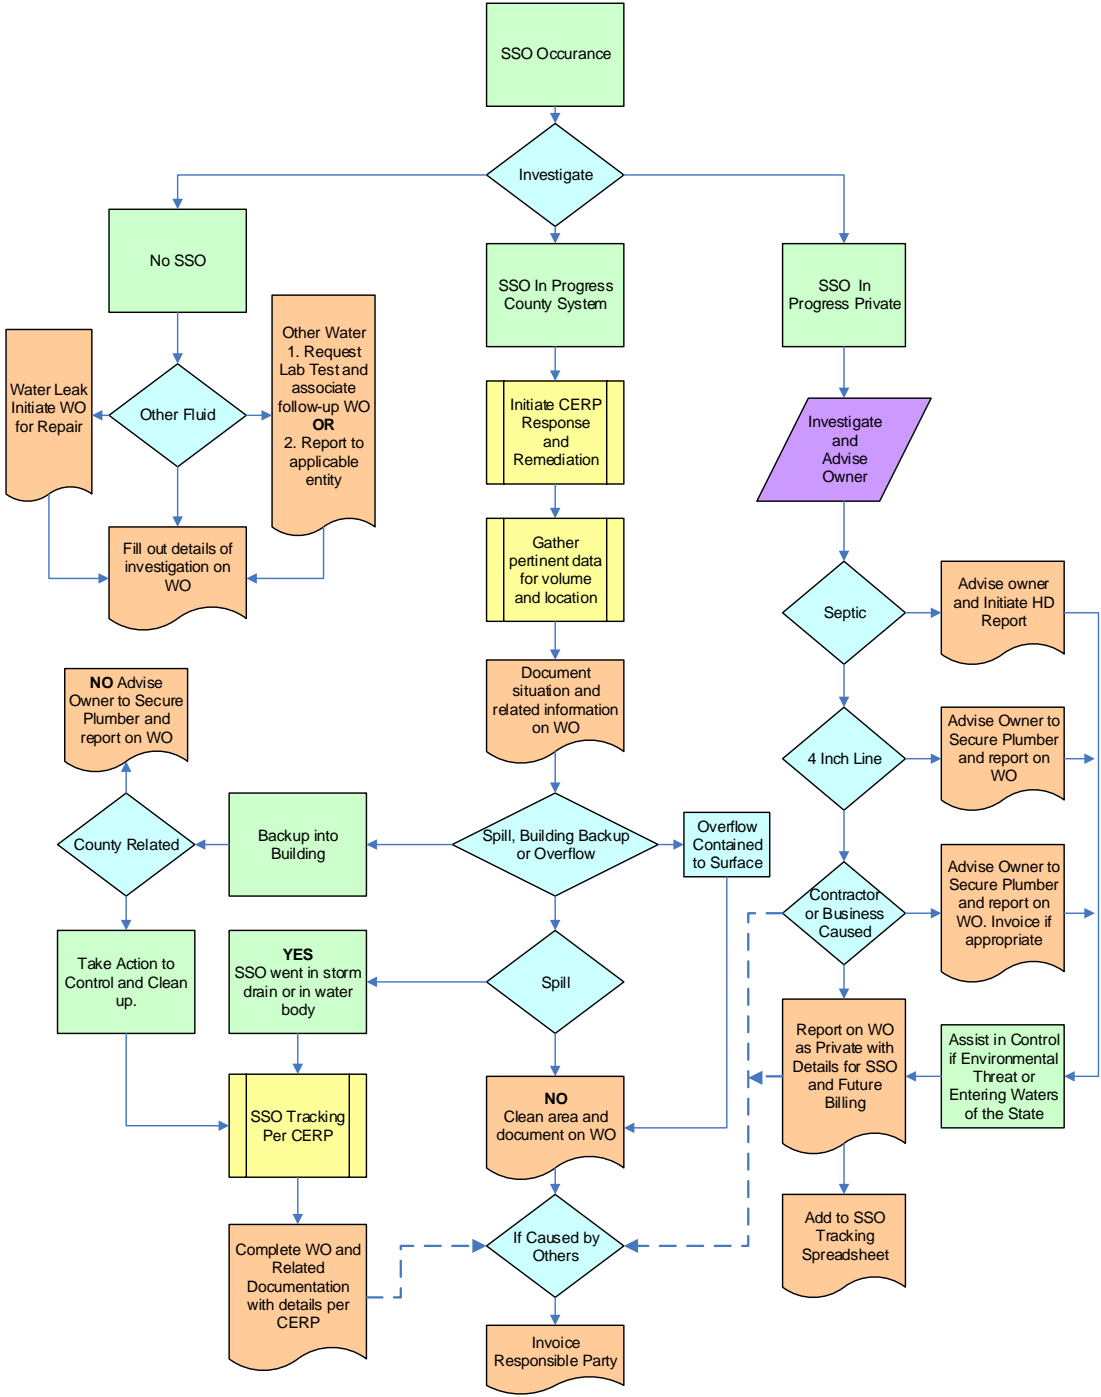 SSO Occurance
Investigate
No SSO
SSO In Progress
County System
SSO In
Progress Private
Other Water
1. Request
Lab Test and
associate
follow-up WO
OR
2. Report to
applicable
entity
Water Leak
Initiate WO
for Repair
Other Fluid
Initiate CERP
Response
and
Remediation
Investigate
and
Advise
Owner
Fill out details of
investigation on
WO
Gather
pertinent data
for volume
and location
Septic
Advise owner
and Initiate HD
Report
NO Advise
Owner to Secure
Plumber and
report on WO
Document
situation and
related information
on WO
4 Inch Line
Advise Owner to
Secure Plumber
and report on
WO
County Related
Backup into
Building
Spill, Building Backup
or Overflow
Overflow
Contained
to Surface
Contractor
or Business
Caused
Advise Owner to
Secure Plumber
and report on
WO. Invoice if
appropriate
Take Action to
Control and Clean
up.
YES
SSO went in storm
drain or in water
body
Spill
Report on WO
as Private with
Details for SSO
and Future
Billing
Assist in Control
if Environmental
Threat or
Entering Waters
of the State
SSO Tracking
Per CERP
NO
Clean area and
document on WO
Complete WO and
Related
Documentation
with details per
CERP
If Caused by
Others
Add to SSO
Tracking
Spreadsheet
Invoice
Responsible Party